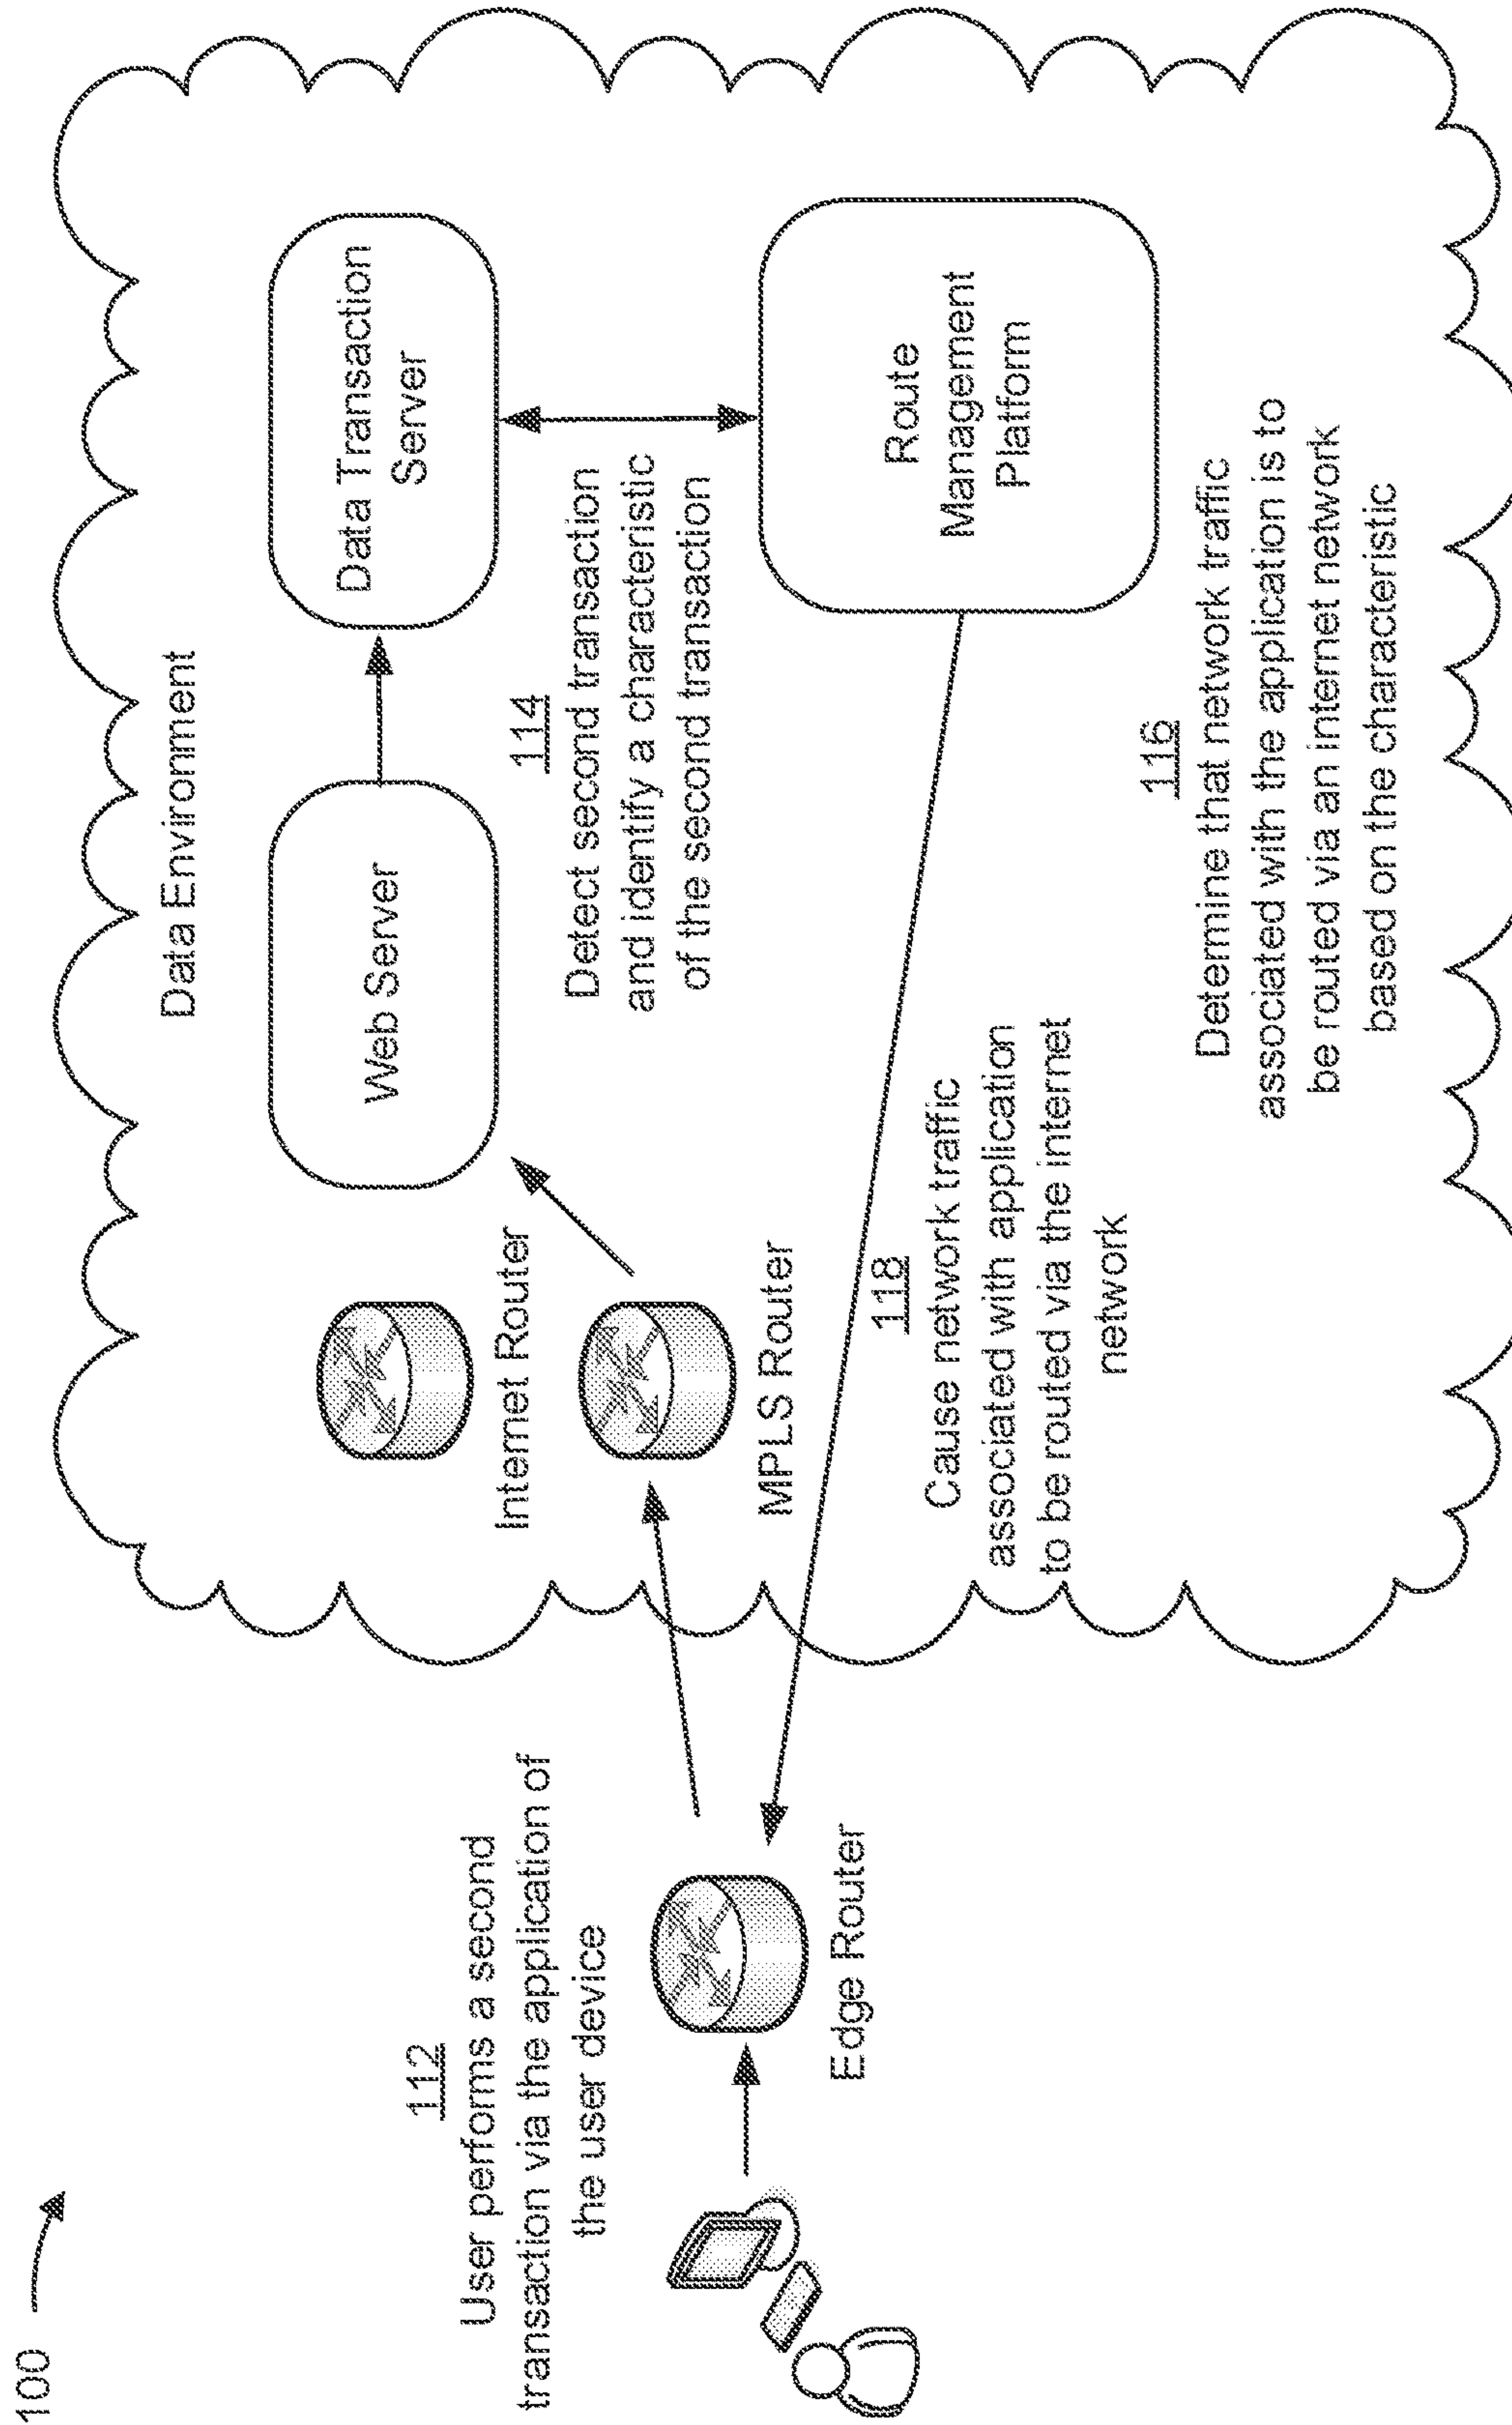 100
112
User performs a second
transaction via the application of
the user device
Edge Router
Data Environment
Internet Router
MPLS Router
Web Server
Data Transaction
Server
114
Detect second transaction
and identify a characteristic
of the second transaction
Route
Management
Platform
118
Cause network traffic
associated with application
to be routed via the internet
network
116
Determine that network traffic
associated with the application is to
be routed via an internet network
based on the characteristic